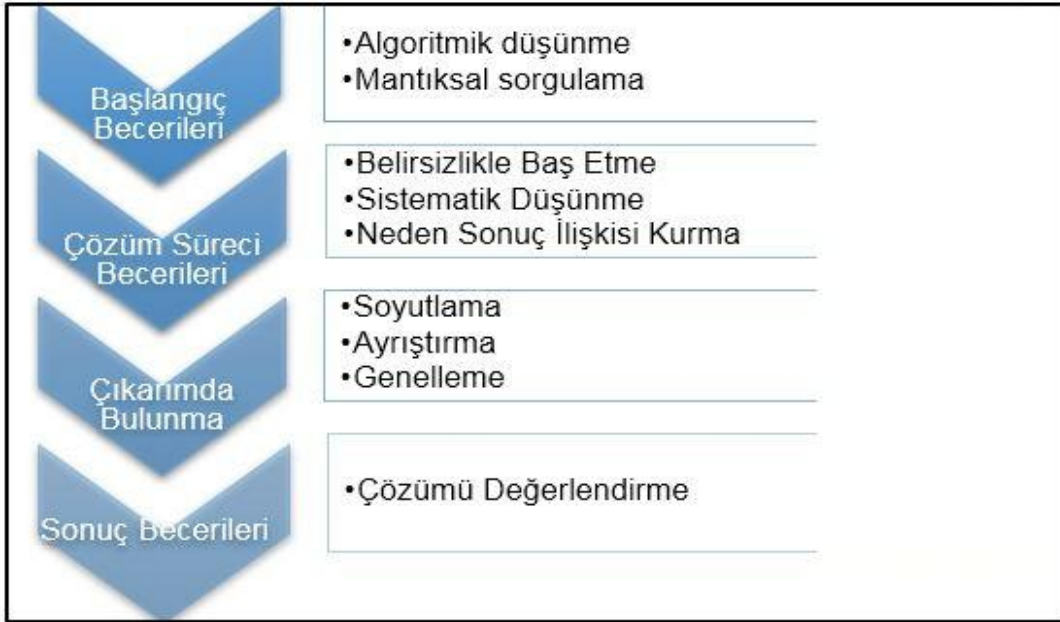 Başlangıç
Becerileri
•Algoritmik düşünme
•Mantıksal sorgulama
Çözüm Süreci
Becerileri
•Belirsizlikle Baş Etme
•Sistematik Düşünme
•Neden Sonuç İlişkisi Kurma
Çıkarımda
Bulunma
•Soyutlama
•Ayrıştırma
•Genelleme
Sonuç Becerileri
•Çözümü Değerlendirme